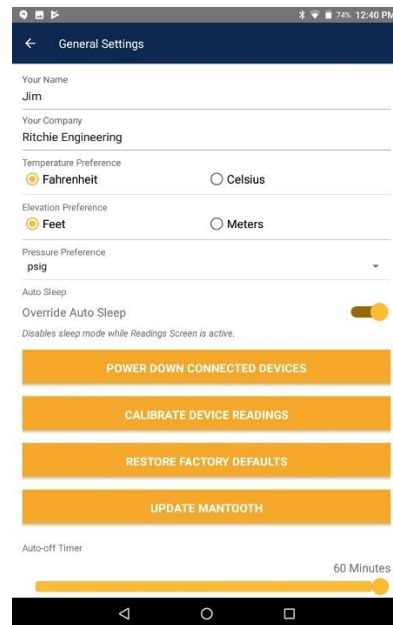 74% 12:40 PM
General Settings
Your Name
Jim
Your Company
Ritchie Engineering
Temperature Preference
Fahrenheit Celsius
Elevation Preference
Feet Meters
Pressure Preference
psig
Auto Sleep
Override Auto Sleep
Disables sleep mode while Readings Screen is active.
POWER DOWN CONNECTED DEVICES
CALIBRATE DEVICE READINGS
RESTORE FACTORY DEFAULTS
UPDATE MANTOOTH
Auto-off Timer
60 Minutes